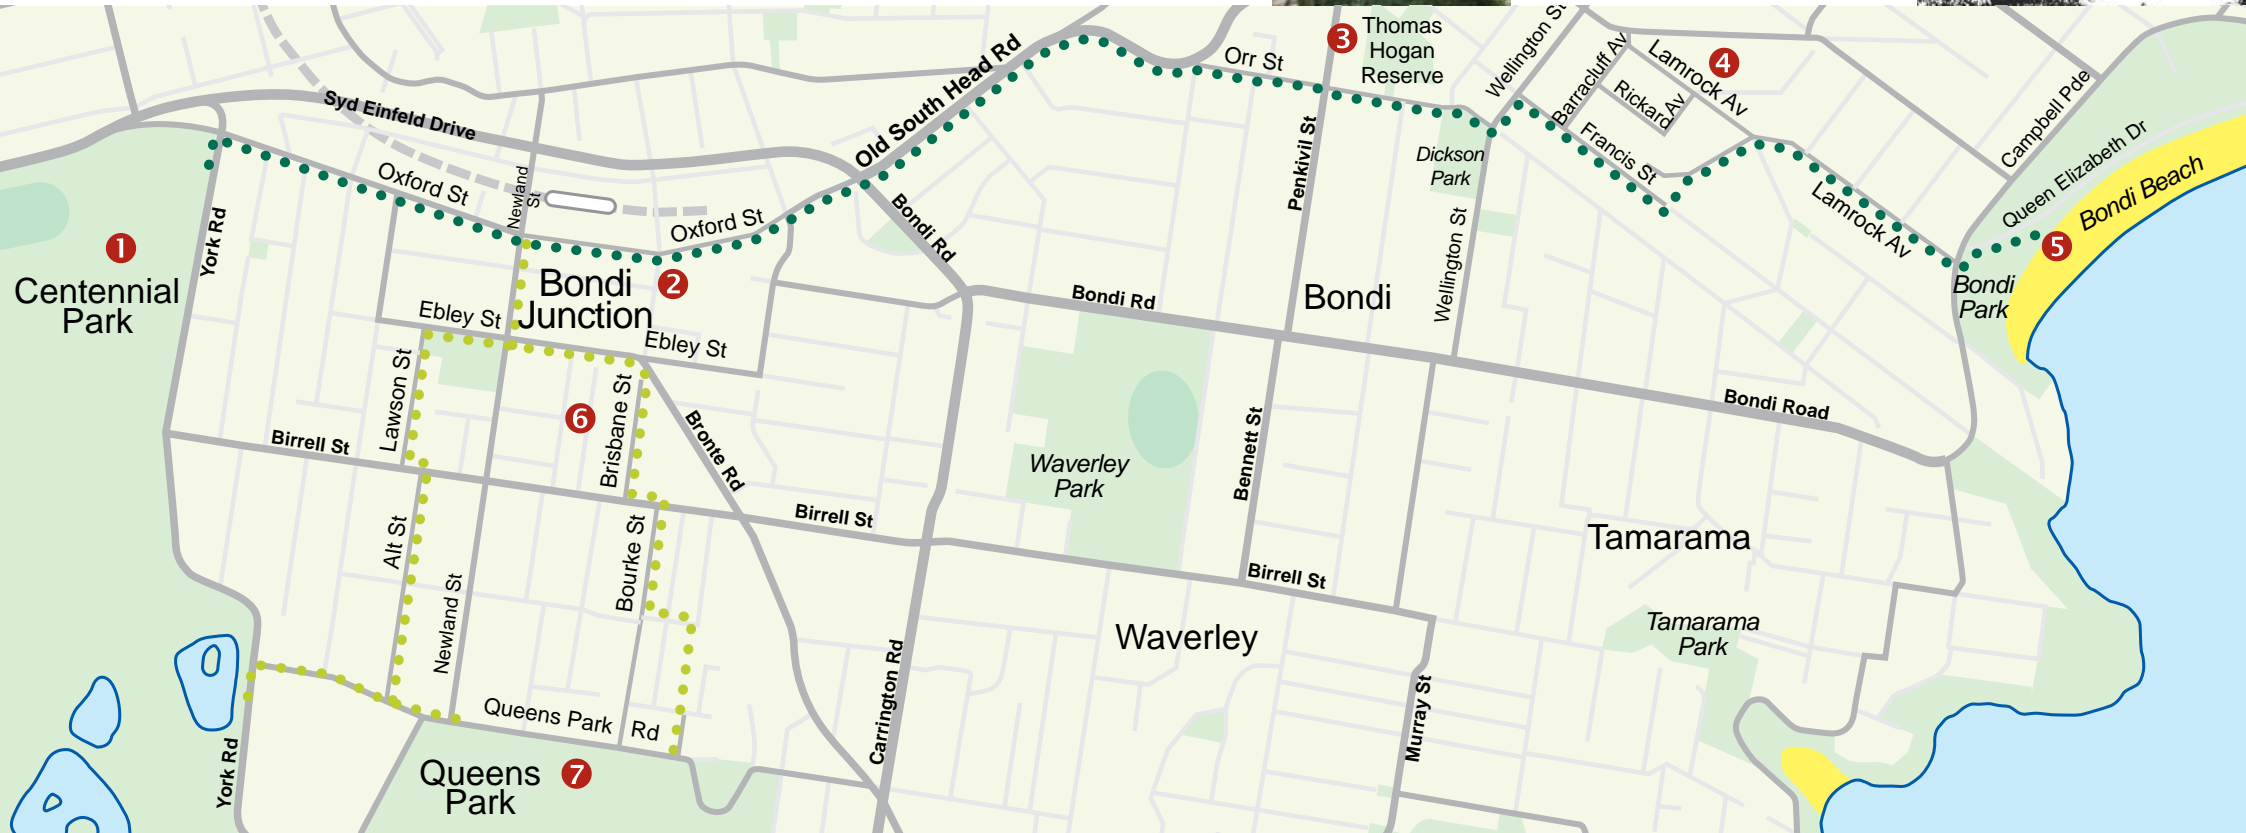 Thomas
Hogan
Reserve
3
Wellington St
Barracluff Av
Lamrock Av
4
Rickard
Av
Orr St
Old South Head Rd
Syd Einfeld Drive
Campbell Pde
Queen Elizabeth Dr
Bondi Beach
5
Francis St
Dickson
Park
Penkivil St
Oxford St
Newland
St
Oxford St
Bondi Rd
Lamrock Av
York Rd
1
Centennial
Park
2
Bondi
Junction
Bondi Rd
Bondi
Wellington St
Bondi
Park
Ebley St
Ebley St
Lawson St
6
Brisbane St
Bronte Rd
Bondi Road
Birrell St
Waverley
Park
Bennett St
Birrell St
Alt St
Bourke St
Newland St
Birrell St
Tamarama
Tamarama
Park
Waverley
Carrington Rd
Murray St
Queens Park
Rd
York Rd
Queens
Park
7